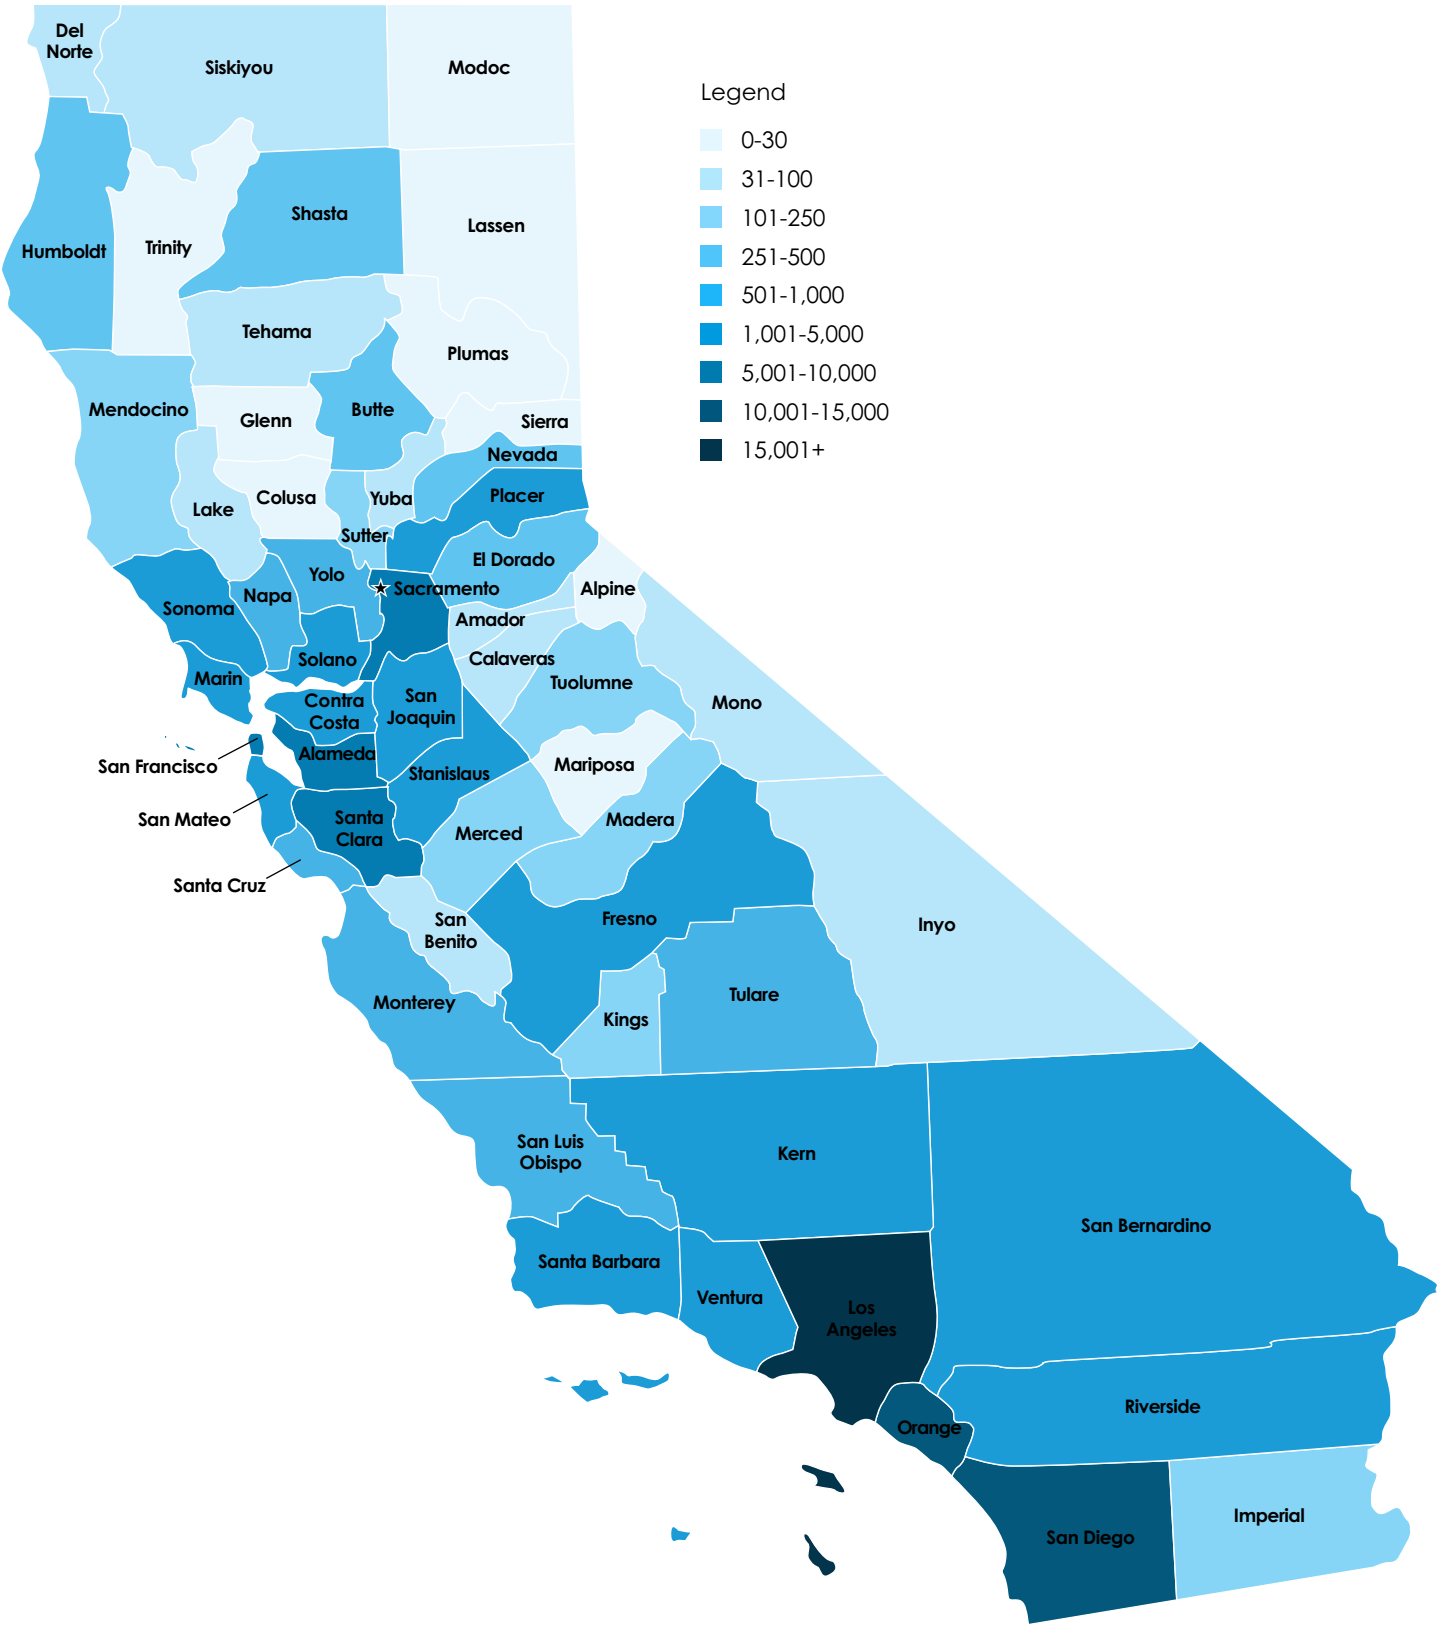 Del
Norte
Siskiyou
Modoc
Legend
0-30
31-100
101-250
251-500
501-1,000
1,001-5,000
5,001-10,000
10,001-15,000
15,001+
Humboldt
Trinity
Shasta
Lassen
Tehama
Plumas
Mendocino
Glenn
Butte
Sierra
Nevada
Lake
Colusa
Yuba
Placer
Sutter
El Dorado
Yolo
Napa
Sacramento
Alpine
Sonoma
Amador
Solano
Calaveras
Marin
Tuolumne
Contra
Costa
San
Joaquin
Mono
Alameda
San Francisco
Stanislaus
Mariposa
San Mateo
Santa
Clara
Merced
Madera
Santa Cruz
San
Benito
Fresno
Inyo
Monterey
Kings
Tulare
San Luis
Obispo
Kern
San Bernardino
Santa Barbara
Ventura
Los
Angeles
Orange
Riverside
San Diego
Imperial